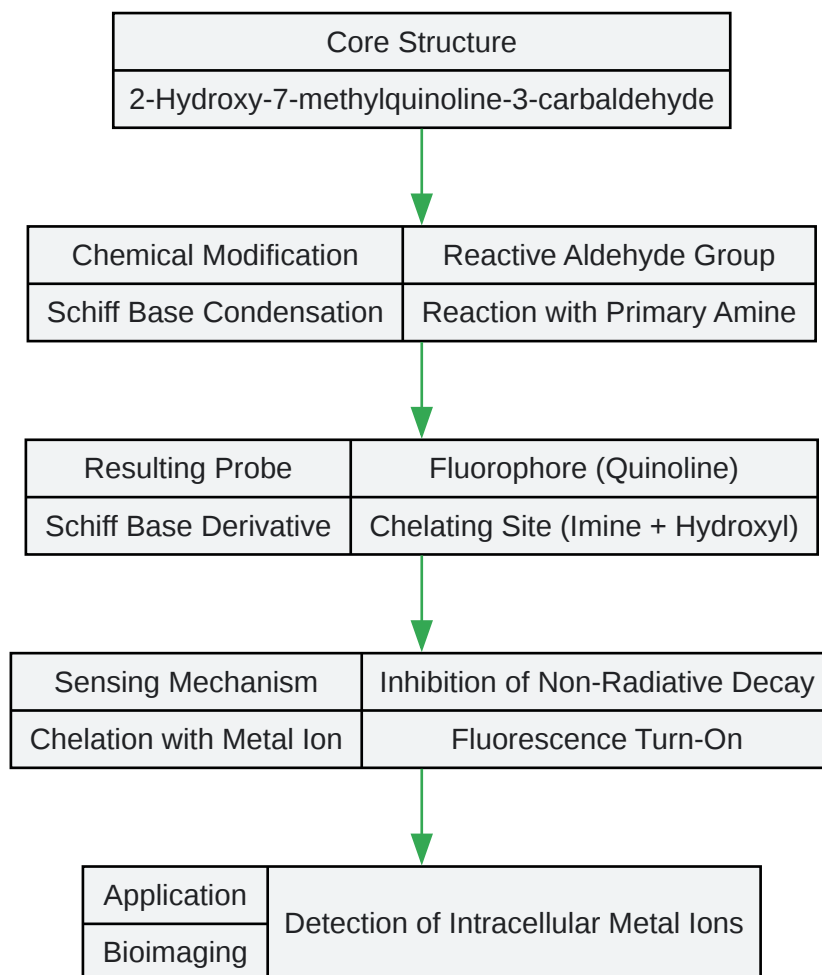 Core Structure
2-Hydroxy-7-methylquinoline-3-carbaldehyde
Chemical Modification
Schiff Base Condensation
Reactive Aldehyde Group
Reaction with Primary Amine
Resulting Probe
Schiff Base Derivative
Fluorophore (Quinoline)
Chelating Site (Imine + Hydroxyl)
Sensing Mechanism
Chelation with Metal Ion
Inhibition of Non-Radiative Decay
Fluorescence Turn-On
Application
Bioimaging
Detection of Intracellular Metal Ions